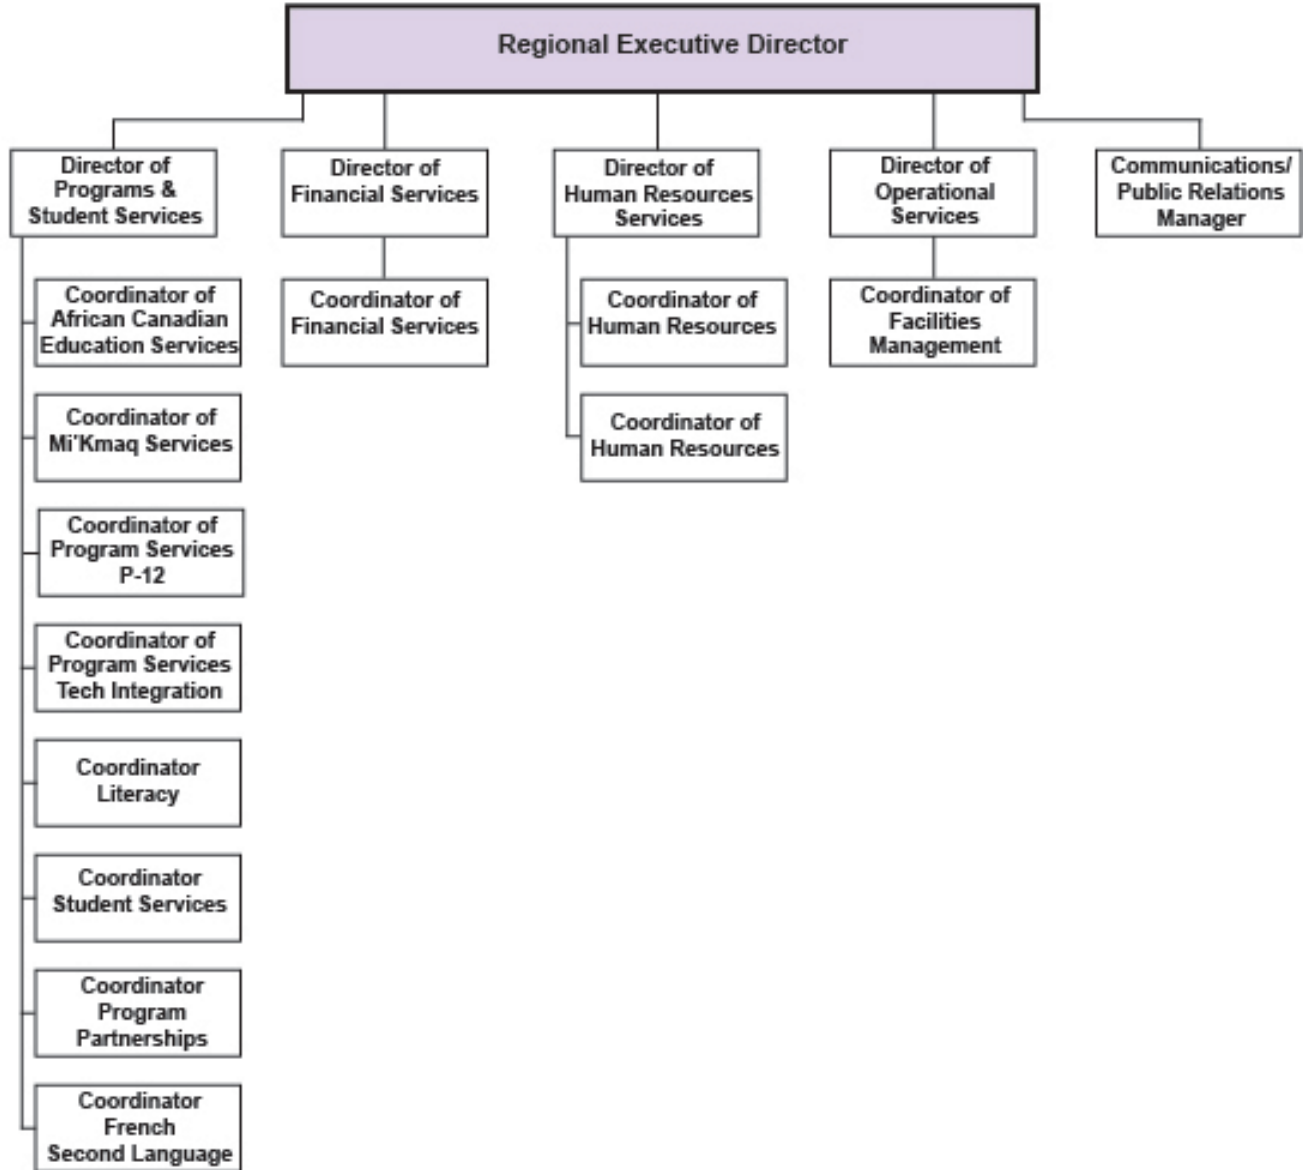 Regional Executive Director
Director of
Programs &
Student Services
Director of
Financial Services
Director of
Human Resources
Services
Director of
Operational
Services
Communications/
Public Relations
Manager
Coordinator of
African Canadian
Education Services
Coordinator of
Mi'Kmaq Services
Coordinator of
Program Services
P-12
Coordinator of
Program Services
Tech Integration
Coordinator
Literacy
Coordinator
Student Services
Coordinator
Program
Partnerships
Coordinator
French
Second Language
Coordinator of
Financial Services
Coordinator of
Human Resources
Coordinator of
Human Resources
Coordinator of
Facilities
Management